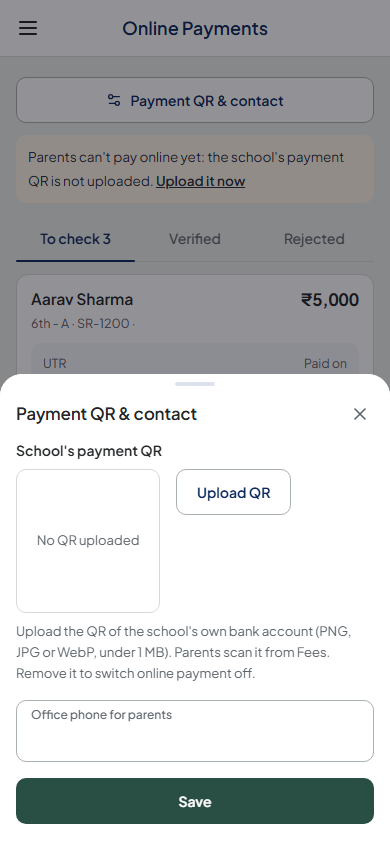 Online Payments
Payment QR & contact
Parents can't pay online yet: the school's payment
QR is not uploaded. Upload it now
To check 3
Verified
Rejected
Aarav Sharma
₹5,000
6th - A · SR-1200 ·
UTR
Paid on
Payment QR & contact
School's payment QR
No QR uploaded
Upload QR
Upload the QR of the school's own bank account (PNG,
JPG or WebP, under 1 MB). Parents scan it from Fees.
Remove it to switch online payment off.
Office phone for parents
Save